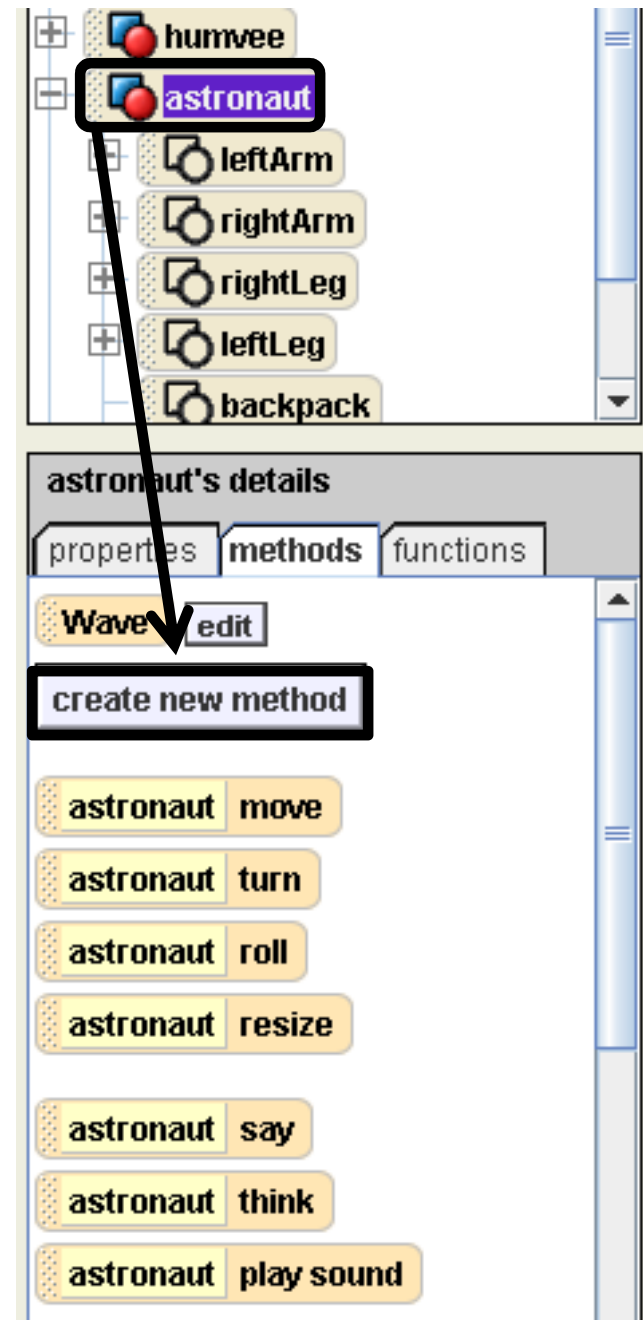 humvee
astronaut
leftArm
rightArm
rightLeg
leftLeg
backpack
astronaut's details
properties methods functions
Wave edit
create new method
astronaut move
astronaut turn
astronaut roll
astronaut resize
astronaut say
astronaut think
astronaut play sound